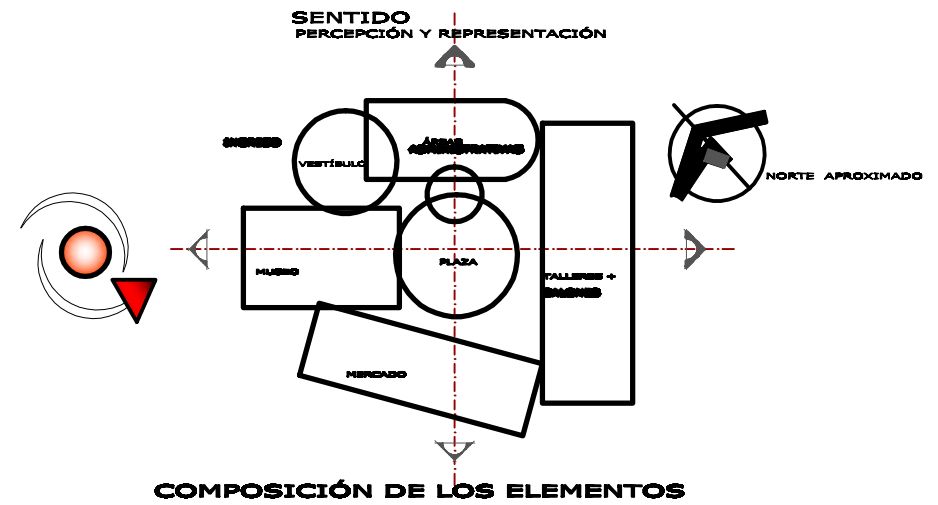 SENTIDO
PERCEPCIÓN Y REPRESENTACIÓN
INGRESO
ÁREAS
ADMINISTRATIVAS
VESTÍBULO
NORTE APROXIMADO
PLAZA
MUSEO
TALLERES +
SALONES
MERCADO
COMPOSICIÓN DE LOS ELEMENTOS